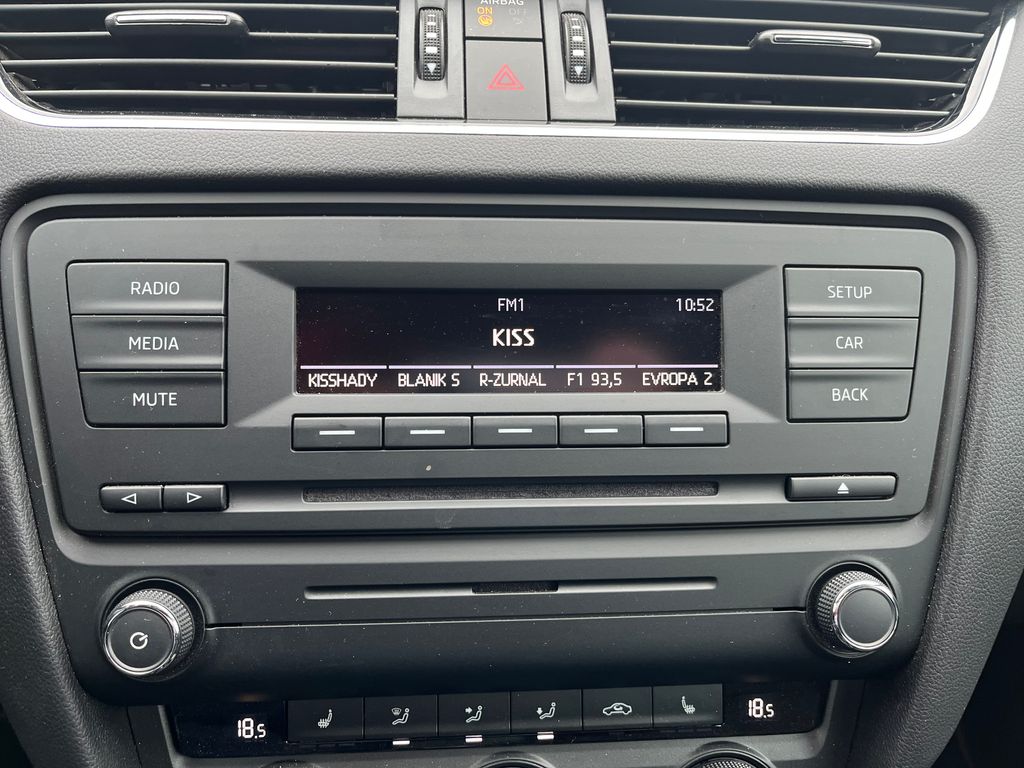 AIRBAG
ON OFF
RADIO
MEDIA
MUTE
FM1 10:52
KISS
KISSHADY BLANIK S R-ZURNAL F1 93,5 EVROPA 2
SETUP
CAR
BACK
18.5 18.5